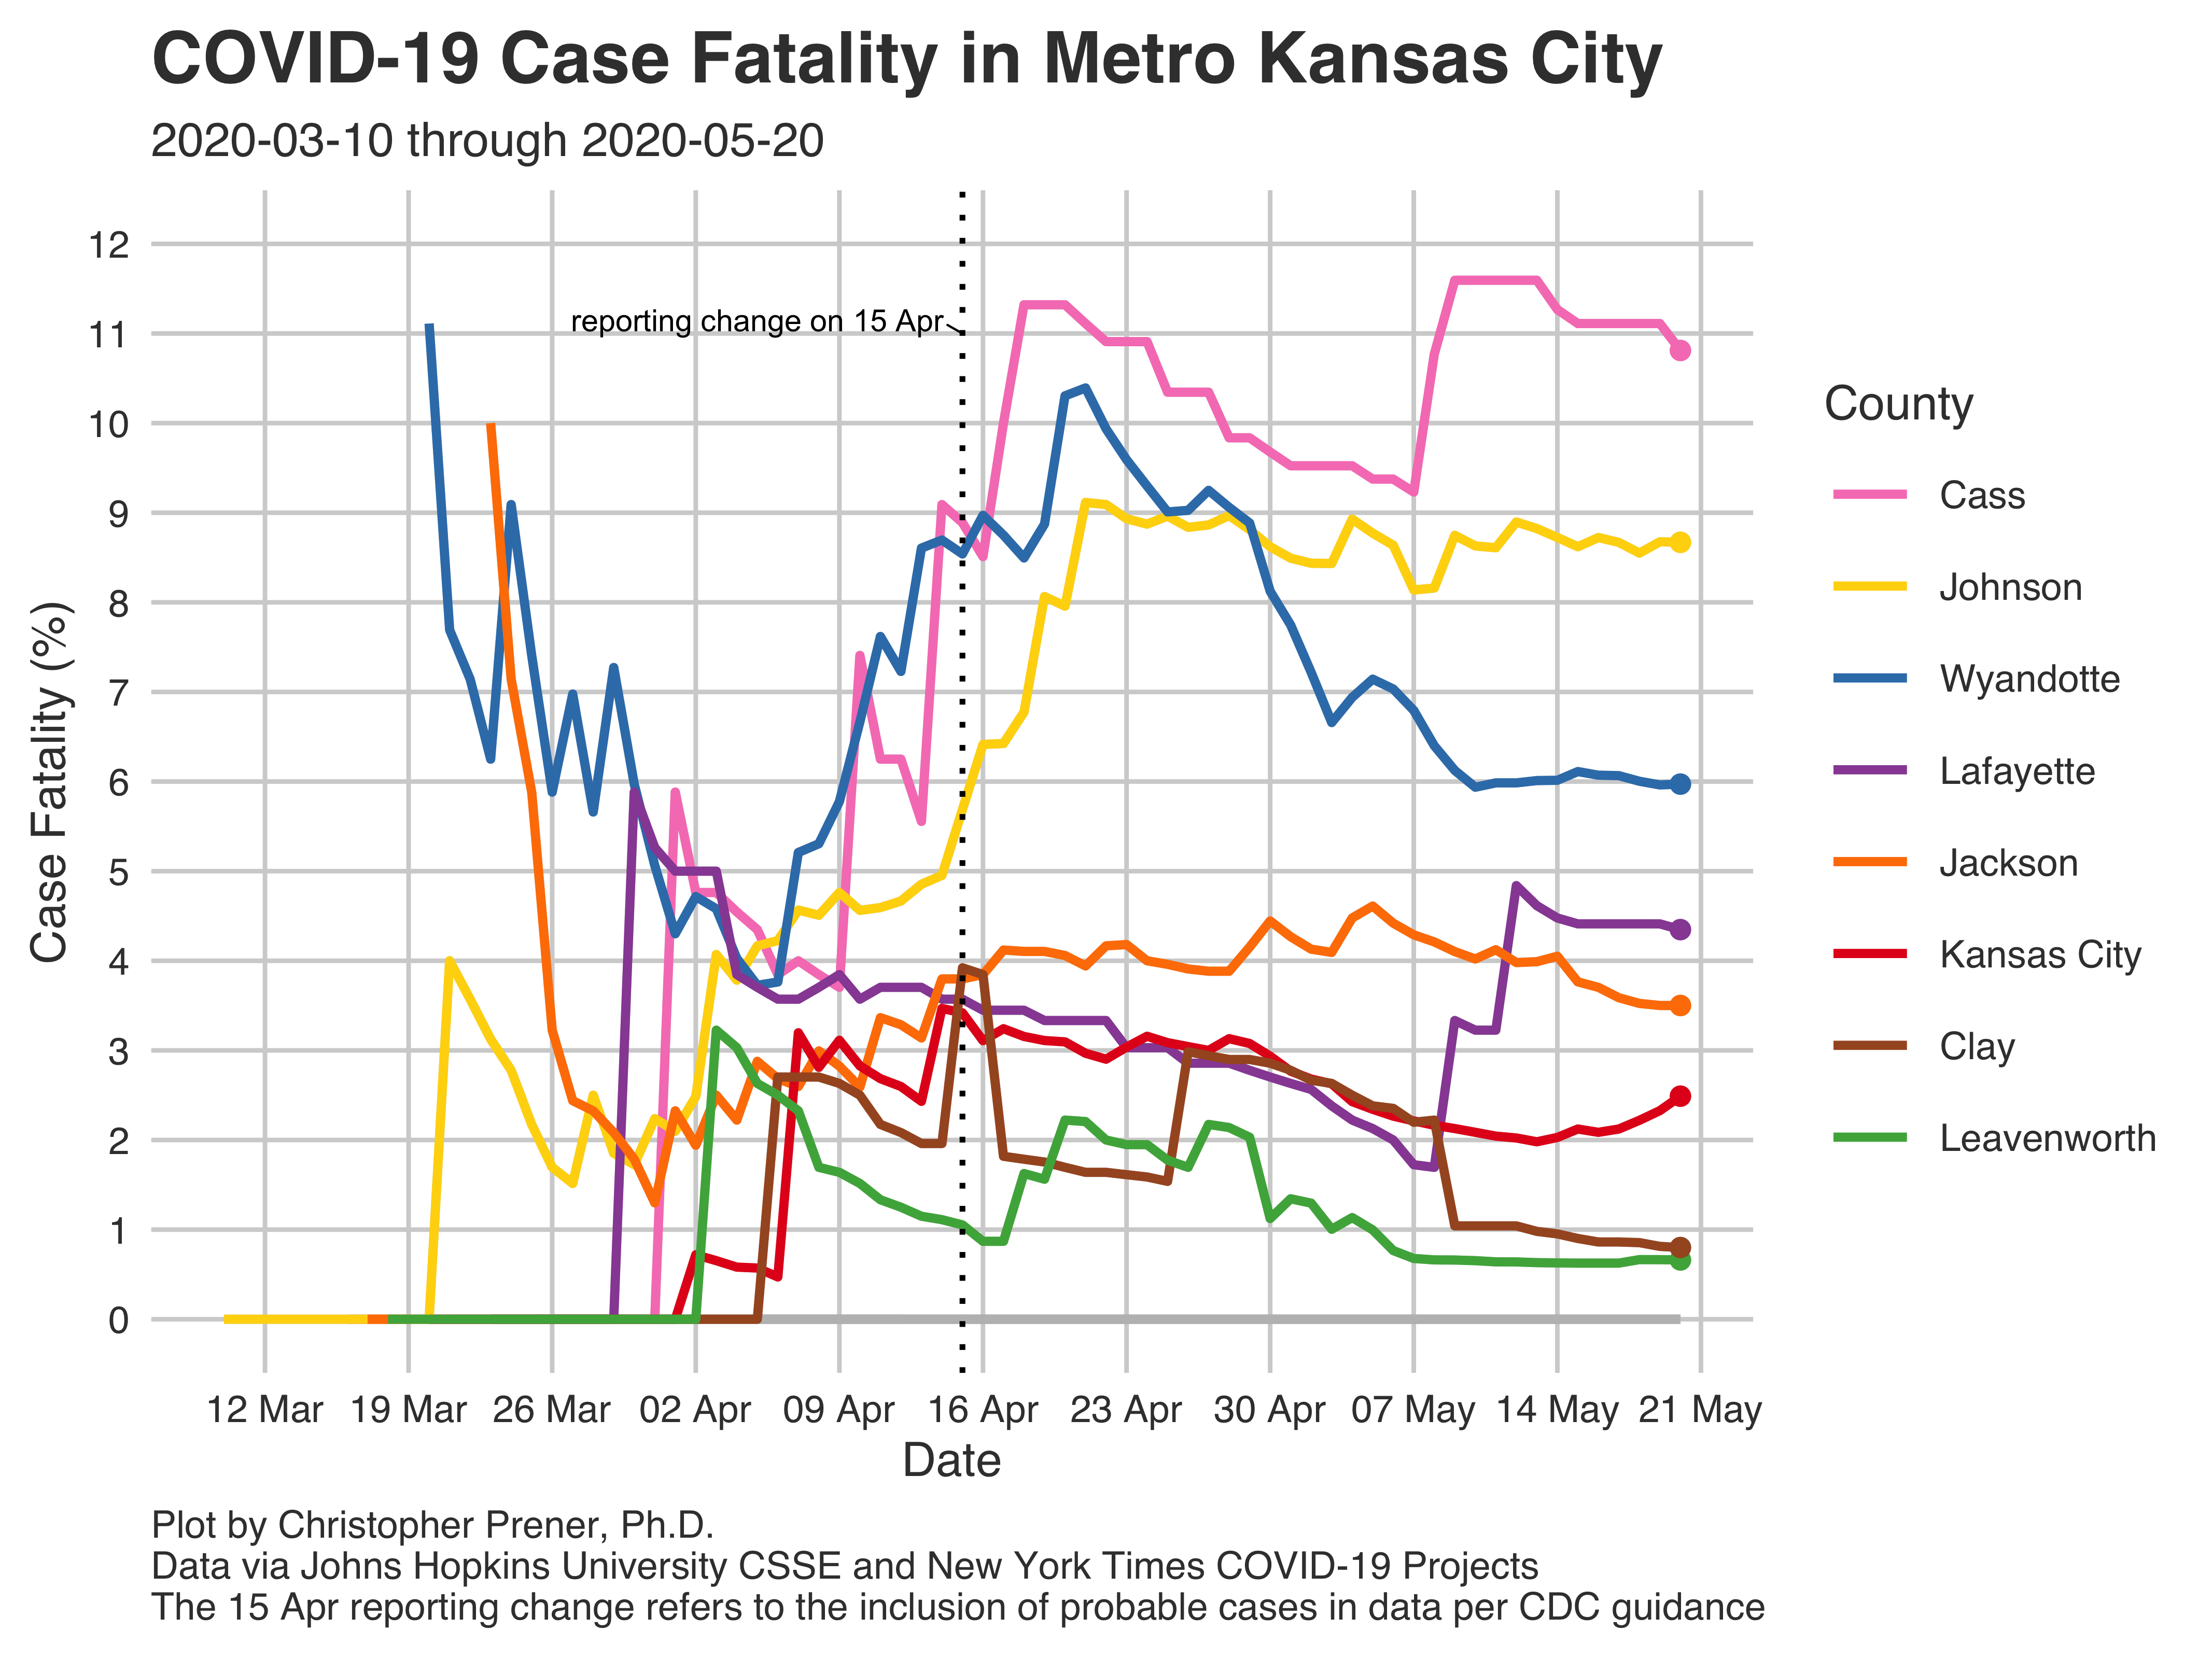 COVID-19 Case Fatality in Metro Kansas City
2020-03-10 through 2020-05-20
12
11
10
9
8
7
6
5
4
3
2
1
0
Case Fatality (%)
reporting change on 15 Apr
12 Mar 19 Mar 26 Mar 02 Apr 09 Apr 16 Apr 23 Apr 30 Apr 07 May 14 May 21 May
Date
County
Cass
Johnson
Wyandotte
Lafayette
Jackson
Kansas City
Clay
Leavenworth
Plot by Christopher Prener, Ph.D.
Data via Johns Hopkins University CSSE and New York Times COVID-19 Projects
The 15 Apr reporting change refers to the inclusion of probable cases in data per CDC guidance